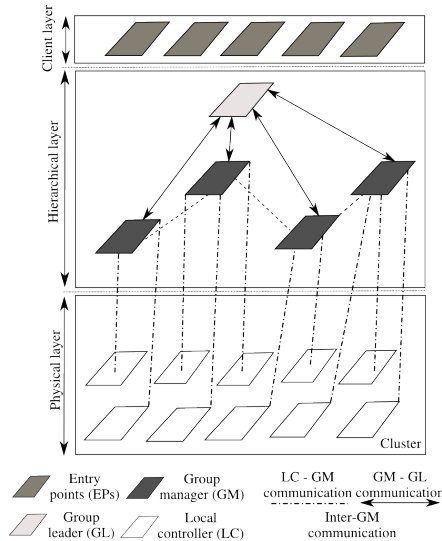 Client layer
Hierarchical layer
Physical layer
Cluster
Entry
points (EPs)
Group
manager (GM)
LC - GM
communication
GM - GL
communication
Group
leader (GL)
Local
controller (LC)
Inter-GM
communication